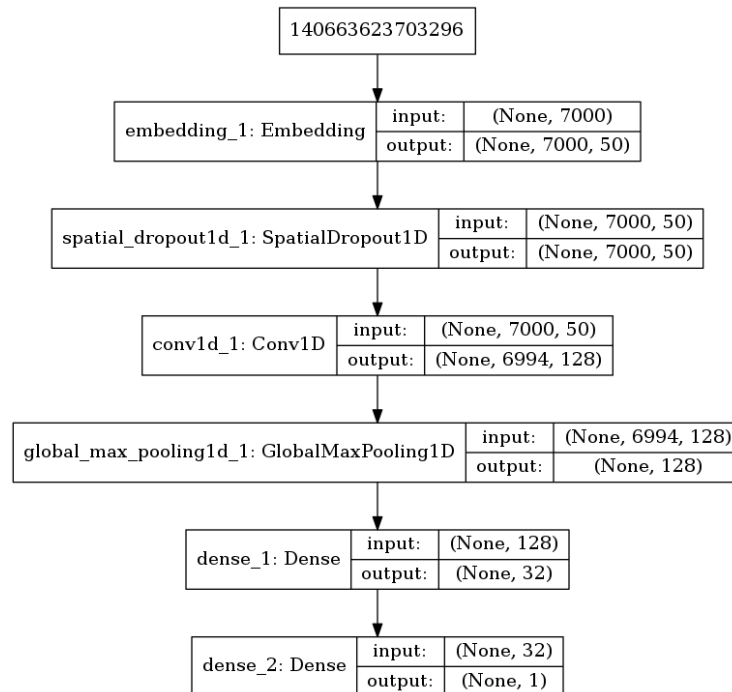 140663623703296
embedding_1: Embedding
input: (None, 7000)
output: (None, 7000, 50)
spatial_dropout1d_1: SpatialDropout1D
input: (None, 7000, 50)
output: (None, 7000, 50)
conv1d_1: Conv1D
input: (None, 7000, 50)
output: (None, 6994, 128)
global_max_pooling1d_1: GlobalMaxPooling1D
input: (None, 6994, 128)
output: (None, 128)
dense_1: Dense
input: (None, 128)
output: (None, 32)
dense_2: Dense
input: (None, 32)
output: (None, 1)